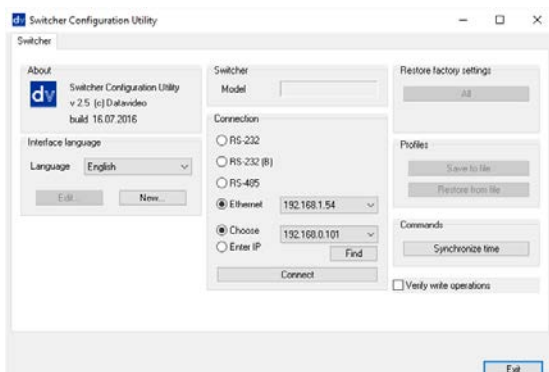 dv Switcher Configuration Utility
Switcher
About
dv
Switcher Configuration Utility
v 2.5 (c) Datavideo
build 16.07.2016
Interface language
Language English
Edit... New...
Switcher
Model
Connection
RS-232
RS-232 (B)
RS-485
Ethernet 192.168.1.54
Choose 192.168.0.101
Enter IP
Find
Connect
Restore factory settings
All
Profiles
Save to file
Restore from file
Commands
Synchronize time
Verify write operations
Exit